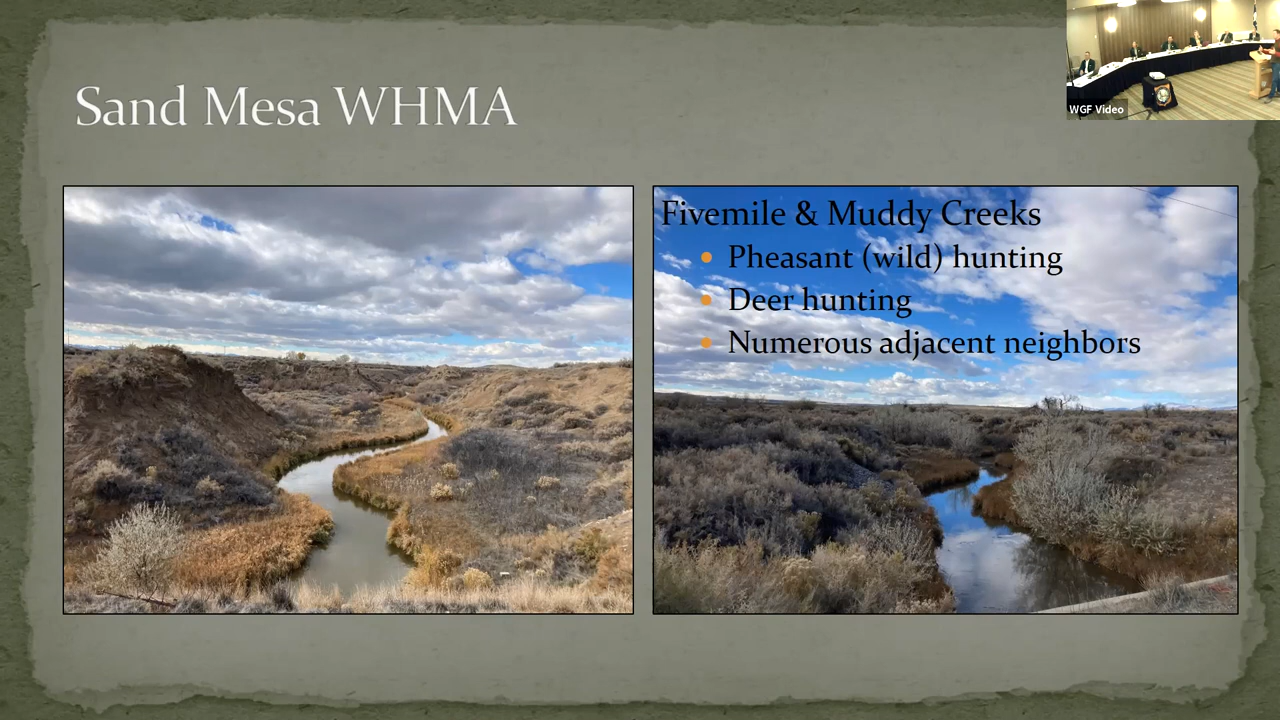 Sand Mesa WHMA
WGF Video
Fivemile & Muddy Creeks
Pheasant (wild) hunting
Deer hunting
Numerous adjacent neighbors